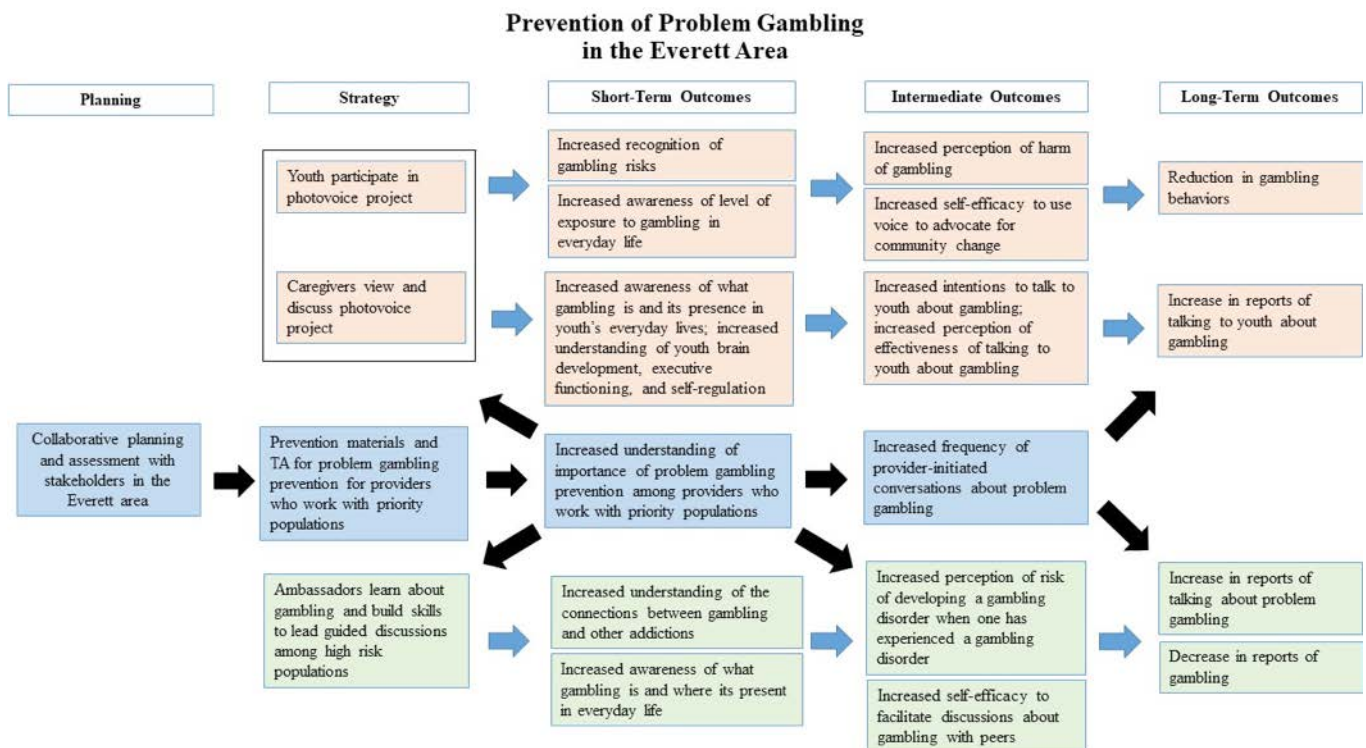 Prevention of Problem Gambling
in the Everett Area
Planning
Strategy
Short-Term Outcomes
Intermediate Outcomes
Long-Term Outcomes
Youth participate in
photovoice project
Increased recognition of
gambling risks
Increased awareness of level of
exposure to gambling in
everyday life
Increased perception of harm
of gambling
Increased self-efficacy to use
voice to advocate for
community change
Reduction in gambling
behaviors
Caregivers view and
discuss photovoice
project
Increased awareness of what
gambling is and its presence in
youth's everyday lives; increased
understanding of youth brain
development, executive
functioning, and self-regulation
Increased intentions to talk to
youth about gambling;
increased perception of
effectiveness of talking to
youth about gambling
Increase in reports of
talking to youth about
gambling
Collaborative planning
and assessment with
stakeholders in the
Everett area
Prevention materials and
TA for problem gambling
prevention for providers
who work with priority
populations
Increased understanding of
importance of problem gambling
prevention among providers who
work with priority populations
Increased frequency of
provider-initiated
conversations about problem
gambling
Ambassadors learn about
gambling and build skills
to lead guided discussions
among high risk
populations
Increased understanding of the
connections between gambling
and other addictions
Increased awareness of what
gambling is and where its present
in everyday life
Increased perception of risk
of developing a gambling
disorder when one has
experienced a gambling
disorder
Increased self-efficacy to
facilitate discussions about
gambling with peers
Increase in reports of
talking about problem
gambling
Decrease in reports of
gambling